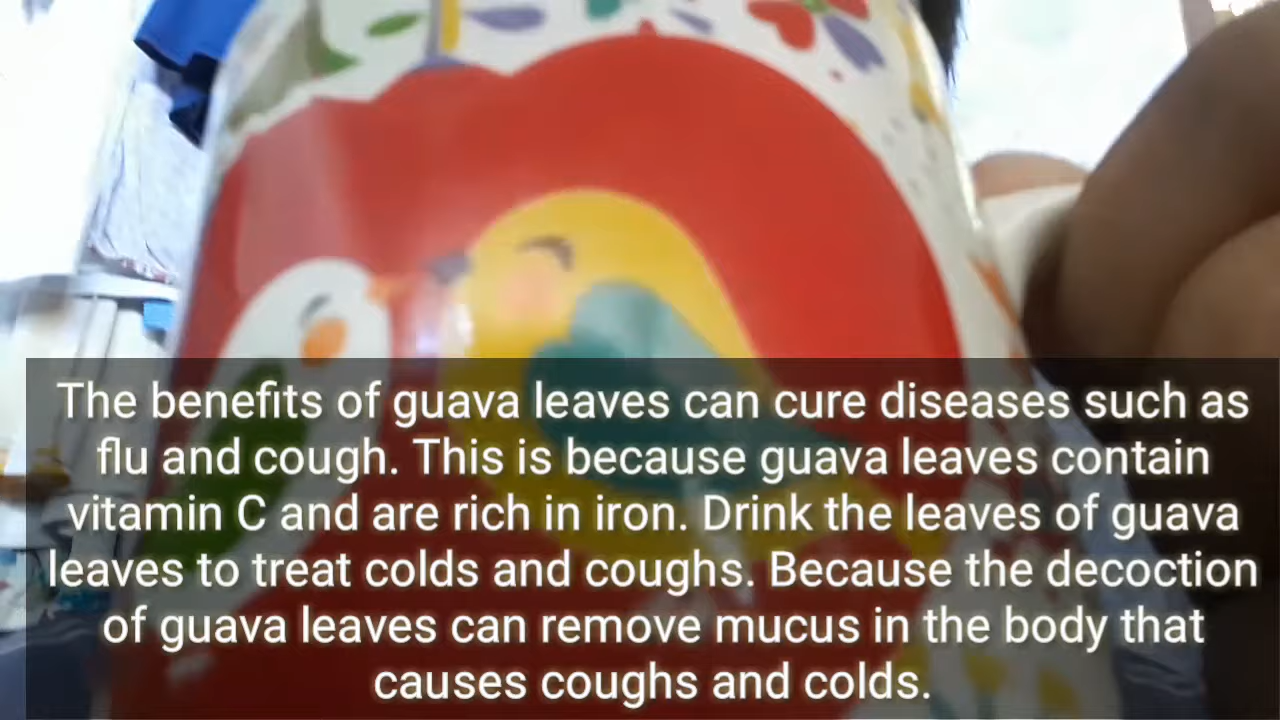 The benefits of guava leaves can cure diseases such as
flu and cough. This is because guava leaves contain
vitamin C and are rich in iron. Drink the leaves of guava
leaves to treat colds and coughs. Because the decoction
of guava leaves can remove mucus in the body that
causes coughs and colds.